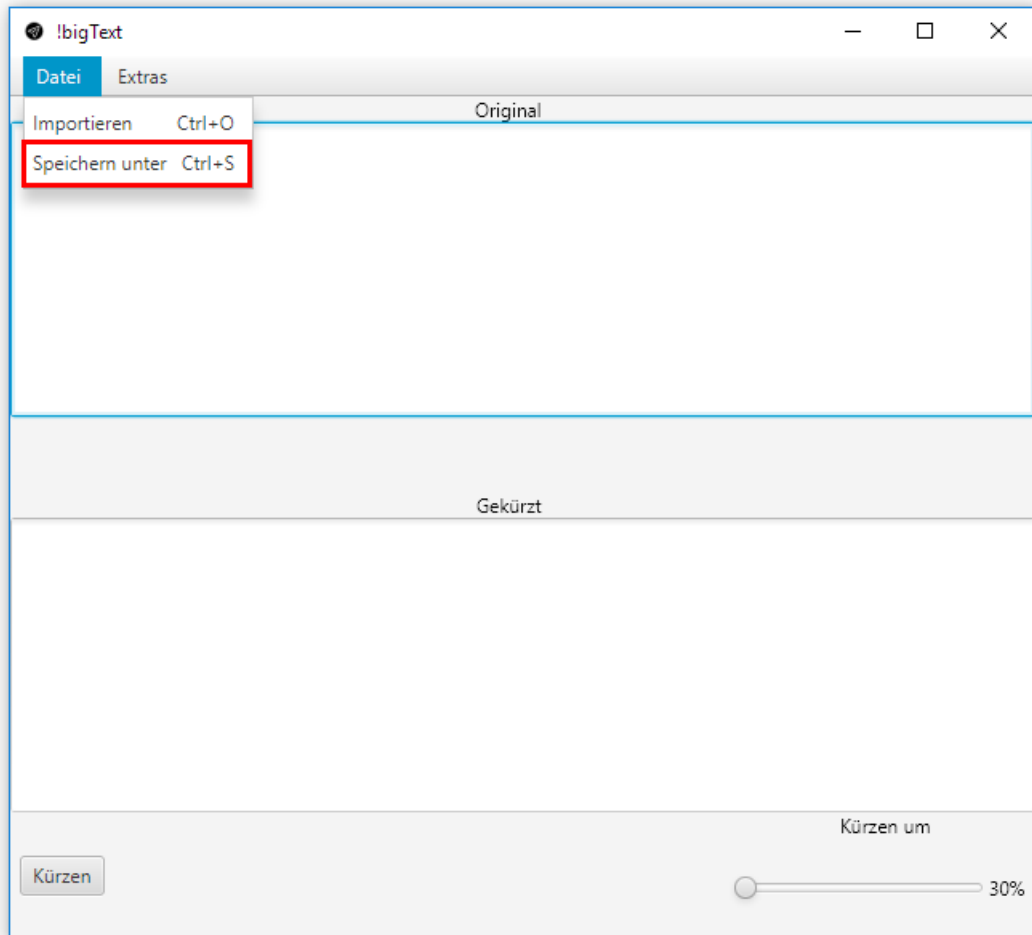 !bigText
Datei Extras
Original
Importieren Ctrl+O
Speichern unter Ctrl+S
Gekürzt
Kürzen um
Kürzen
30%